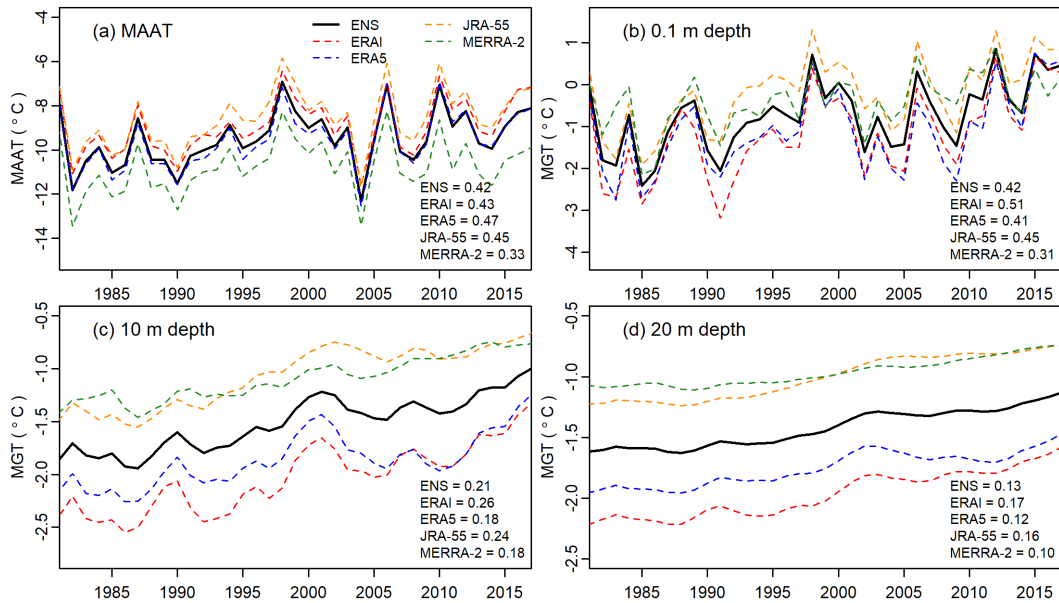 (a) MAAT
ENS
ERAI
ERA5
JRA-55
MERRA-2
MAAT ( ° C )
-4
-6
-8
-10
-12
-14
ENS = 0.42
ERAI = 0.43
ERA5 = 0.47
JRA-55 = 0.45
MERRA-2 = 0.33
1985 1990 1995 2000 2005 2010 2015
(b) 0.1 m depth
MGT ( ° C )
1
0
-1
-2
-3
-4
ENS = 0.42
ERAI = 0.51
ERA5 = 0.41
JRA-55 = 0.45
MERRA-2 = 0.31
1985 1990 1995 2000 2005 2010 2015
(c) 10 m depth
MGT ( ° C )
-0.5
-1.0
-1.5
-2.0
-2.5
ENS = 0.21
ERAI = 0.26
ERA5 = 0.18
JRA-55 = 0.24
MERRA-2 = 0.18
1985 1990 1995 2000 2005 2010 2015
(d) 20 m depth
MGT ( ° C )
-0.5
-1.0
-1.5
-2.0
-2.5
ENS = 0.13
ERAI = 0.17
ERA5 = 0.12
JRA-55 = 0.16
MERRA-2 = 0.10
1985 1990 1995 2000 2005 2010 2015